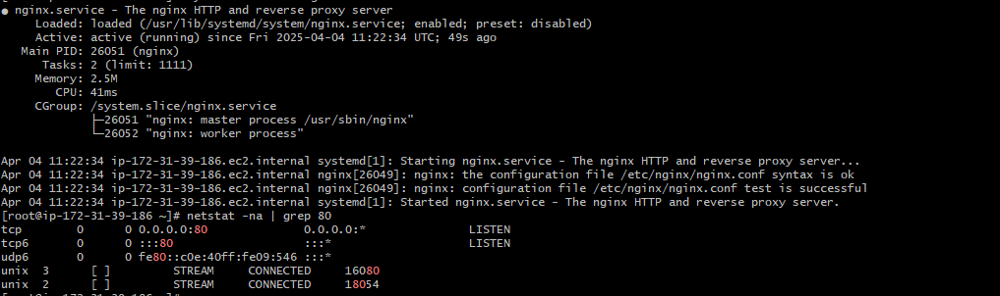 ● nginx.service - The nginx HTTP and reverse proxy server
Loaded: loaded (/usr/lib/systemd/system/nginx.service; enabled; preset: disabled)
Active: active (running) since Fri 2025-04-04 11:22:34 UTC; 49s ago
Main PID: 26051 (nginx)
Tasks: 2 (limit: 1111)
Memory: 2.5M
CPU: 41ms
CGroup: /system.slice/nginx.service
├─26051 "nginx: master process /usr/sbin/nginx"
└─26052 "nginx: worker process"
Apr 04 11:22:34 ip-172-31-39-186.ec2.internal systemd[1]: Starting nginx.service - The nginx HTTP and reverse proxy server...
Apr 04 11:22:34 ip-172-31-39-186.ec2.internal nginx[26049]: nginx: the configuration file /etc/nginx/nginx.conf syntax is ok
Apr 04 11:22:34 ip-172-31-39-186.ec2.internal nginx[26049]: nginx: configuration file /etc/nginx/nginx.conf test is successful
Apr 04 11:22:34 ip-172-31-39-186.ec2.internal systemd[1]: Started nginx.service - The nginx HTTP and reverse proxy server.
[root@ip-172-31-39-186 ~]# netstat -na | grep 80
tcp 0 0 0.0.0.0:80 0.0.0.0:* LISTEN
tcp6 0 0 :::80 :::* LISTEN
udp6 0 0 fe80::c0e:40ff:fe09:546 :::*
unix 3 [ ] STREAM CONNECTED 16080
unix 2 [ ] STREAM CONNECTED 18054